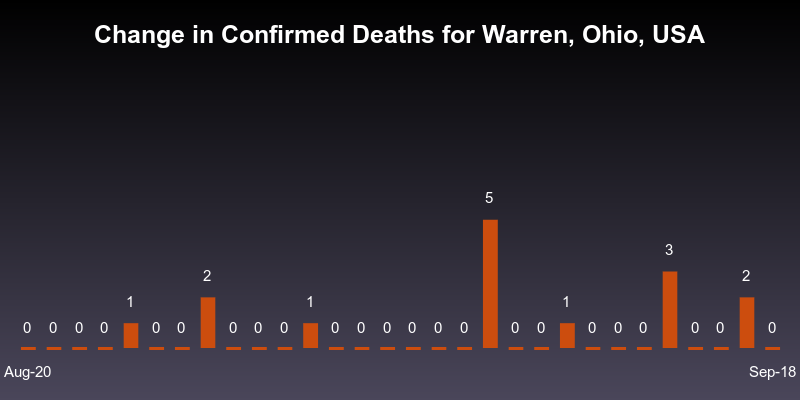 Change in Confirmed Deaths for Warren, Ohio, USA
5
3
2 2
1 1 1
0 0 0 0 0 0 0 0 0 0 0 0 0 0 0 0 0 0 0 0 0 0 0
Aug-20 Sep-18